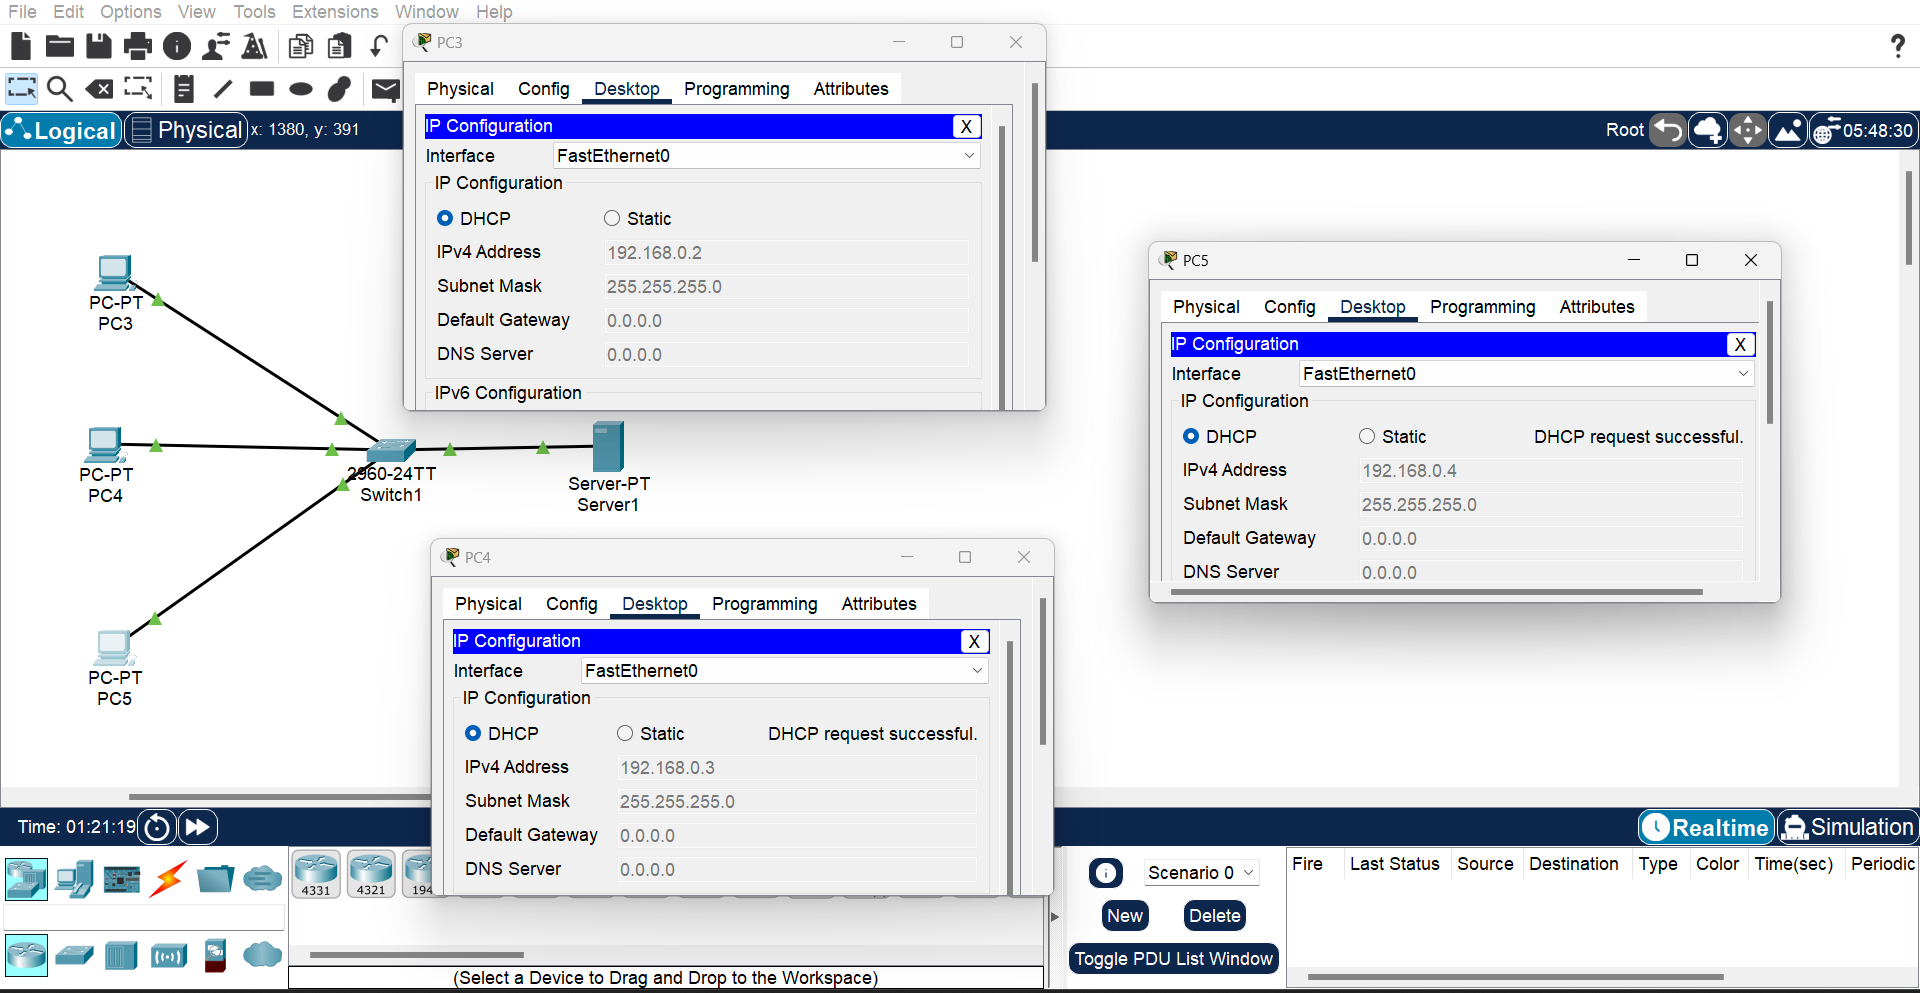 File Edit Options View Tools Extensions Window Help
Logical Physical x: 1380, y: 391
Root 05:48:30
PC3
Physical Config Desktop Programming Attributes
IP Configuration X
Interface FastEthernet0
IP Configuration
DHCP Static
IPv4 Address 192.168.0.2
Subnet Mask 255.255.255.0
Default Gateway 0.0.0.0
DNS Server 0.0.0.0
IPv6 Configuration
PC5
Physical Config Desktop Programming Attributes
IP Configuration X
Interface FastEthernet0
IP Configuration
DHCP Static DHCP request successful.
IPv4 Address 192.168.0.4
Subnet Mask 255.255.255.0
Default Gateway 0.0.0.0
DNS Server 0.0.0.0
PC-PT
PC3
PC-PT
PC4
2960-24TT
Switch1
Server-PT
Server1
PC-PT
PC5
PC4
Physical Config Desktop Programming Attributes
IP Configuration X
Interface FastEthernet0
IP Configuration
DHCP Static DHCP request successful.
IPv4 Address 192.168.0.3
Subnet Mask 255.255.255.0
Default Gateway 0.0.0.0
DNS Server 0.0.0.0
Time: 01:21:19
Realtime Simulation
4331 4321 194
(Select a Device to Drag and Drop to the Workspace)
Scenario 0
New Delete
Toggle PDU List Window
Fire Last Status Source Destination Type Color Time(sec) Periodic